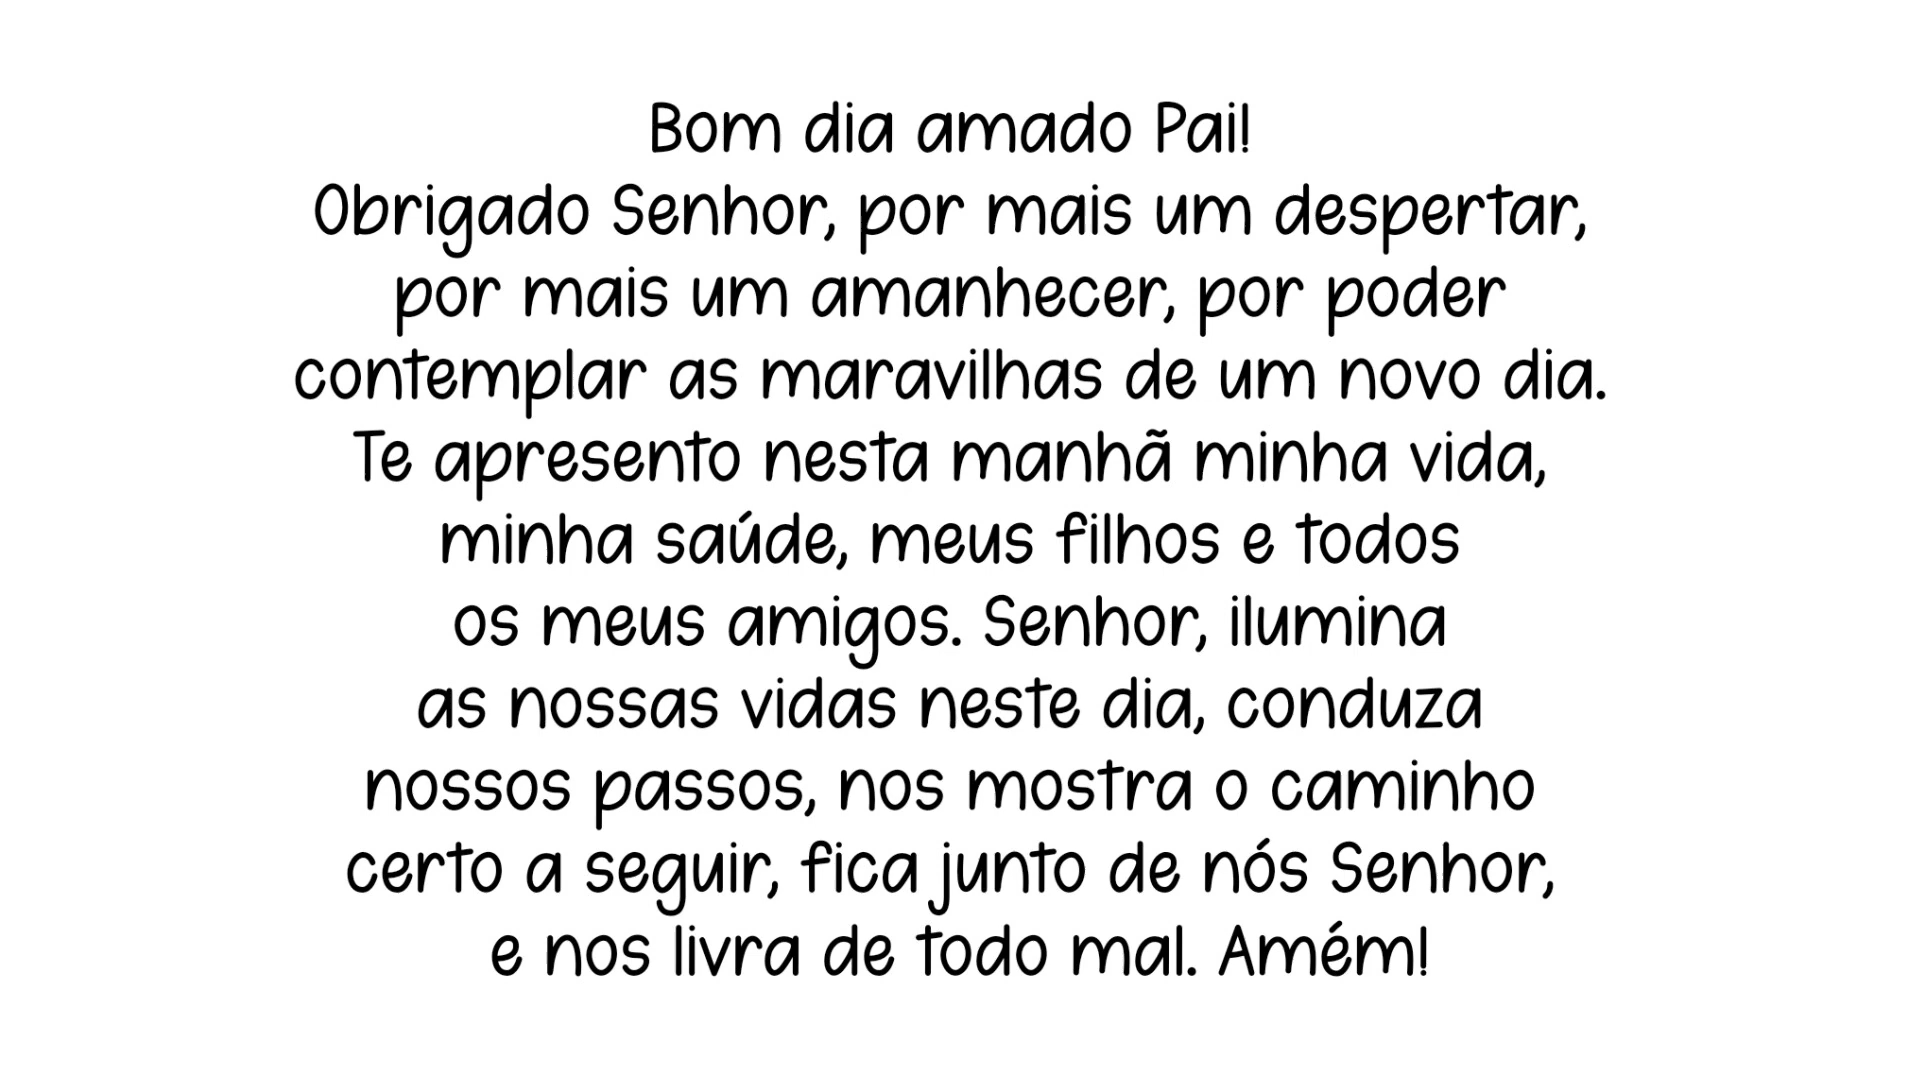 Bom dia amado Pai!
Obrigado Senhor, por mais um despertar,
por mais um amanhecer, por poder
contemplar as maravilhas de um novo dia.
Te apresento nesta manhã minha vida,
minha saúde, meus filhos e todos
os meus amigos. Senhor, ilumina
as nossas vidas neste dia, conduza
nossos passos, nos mostra o caminho
certo a seguir, fica junto de nós Senhor,
e nos livra de todo mal. Amém!